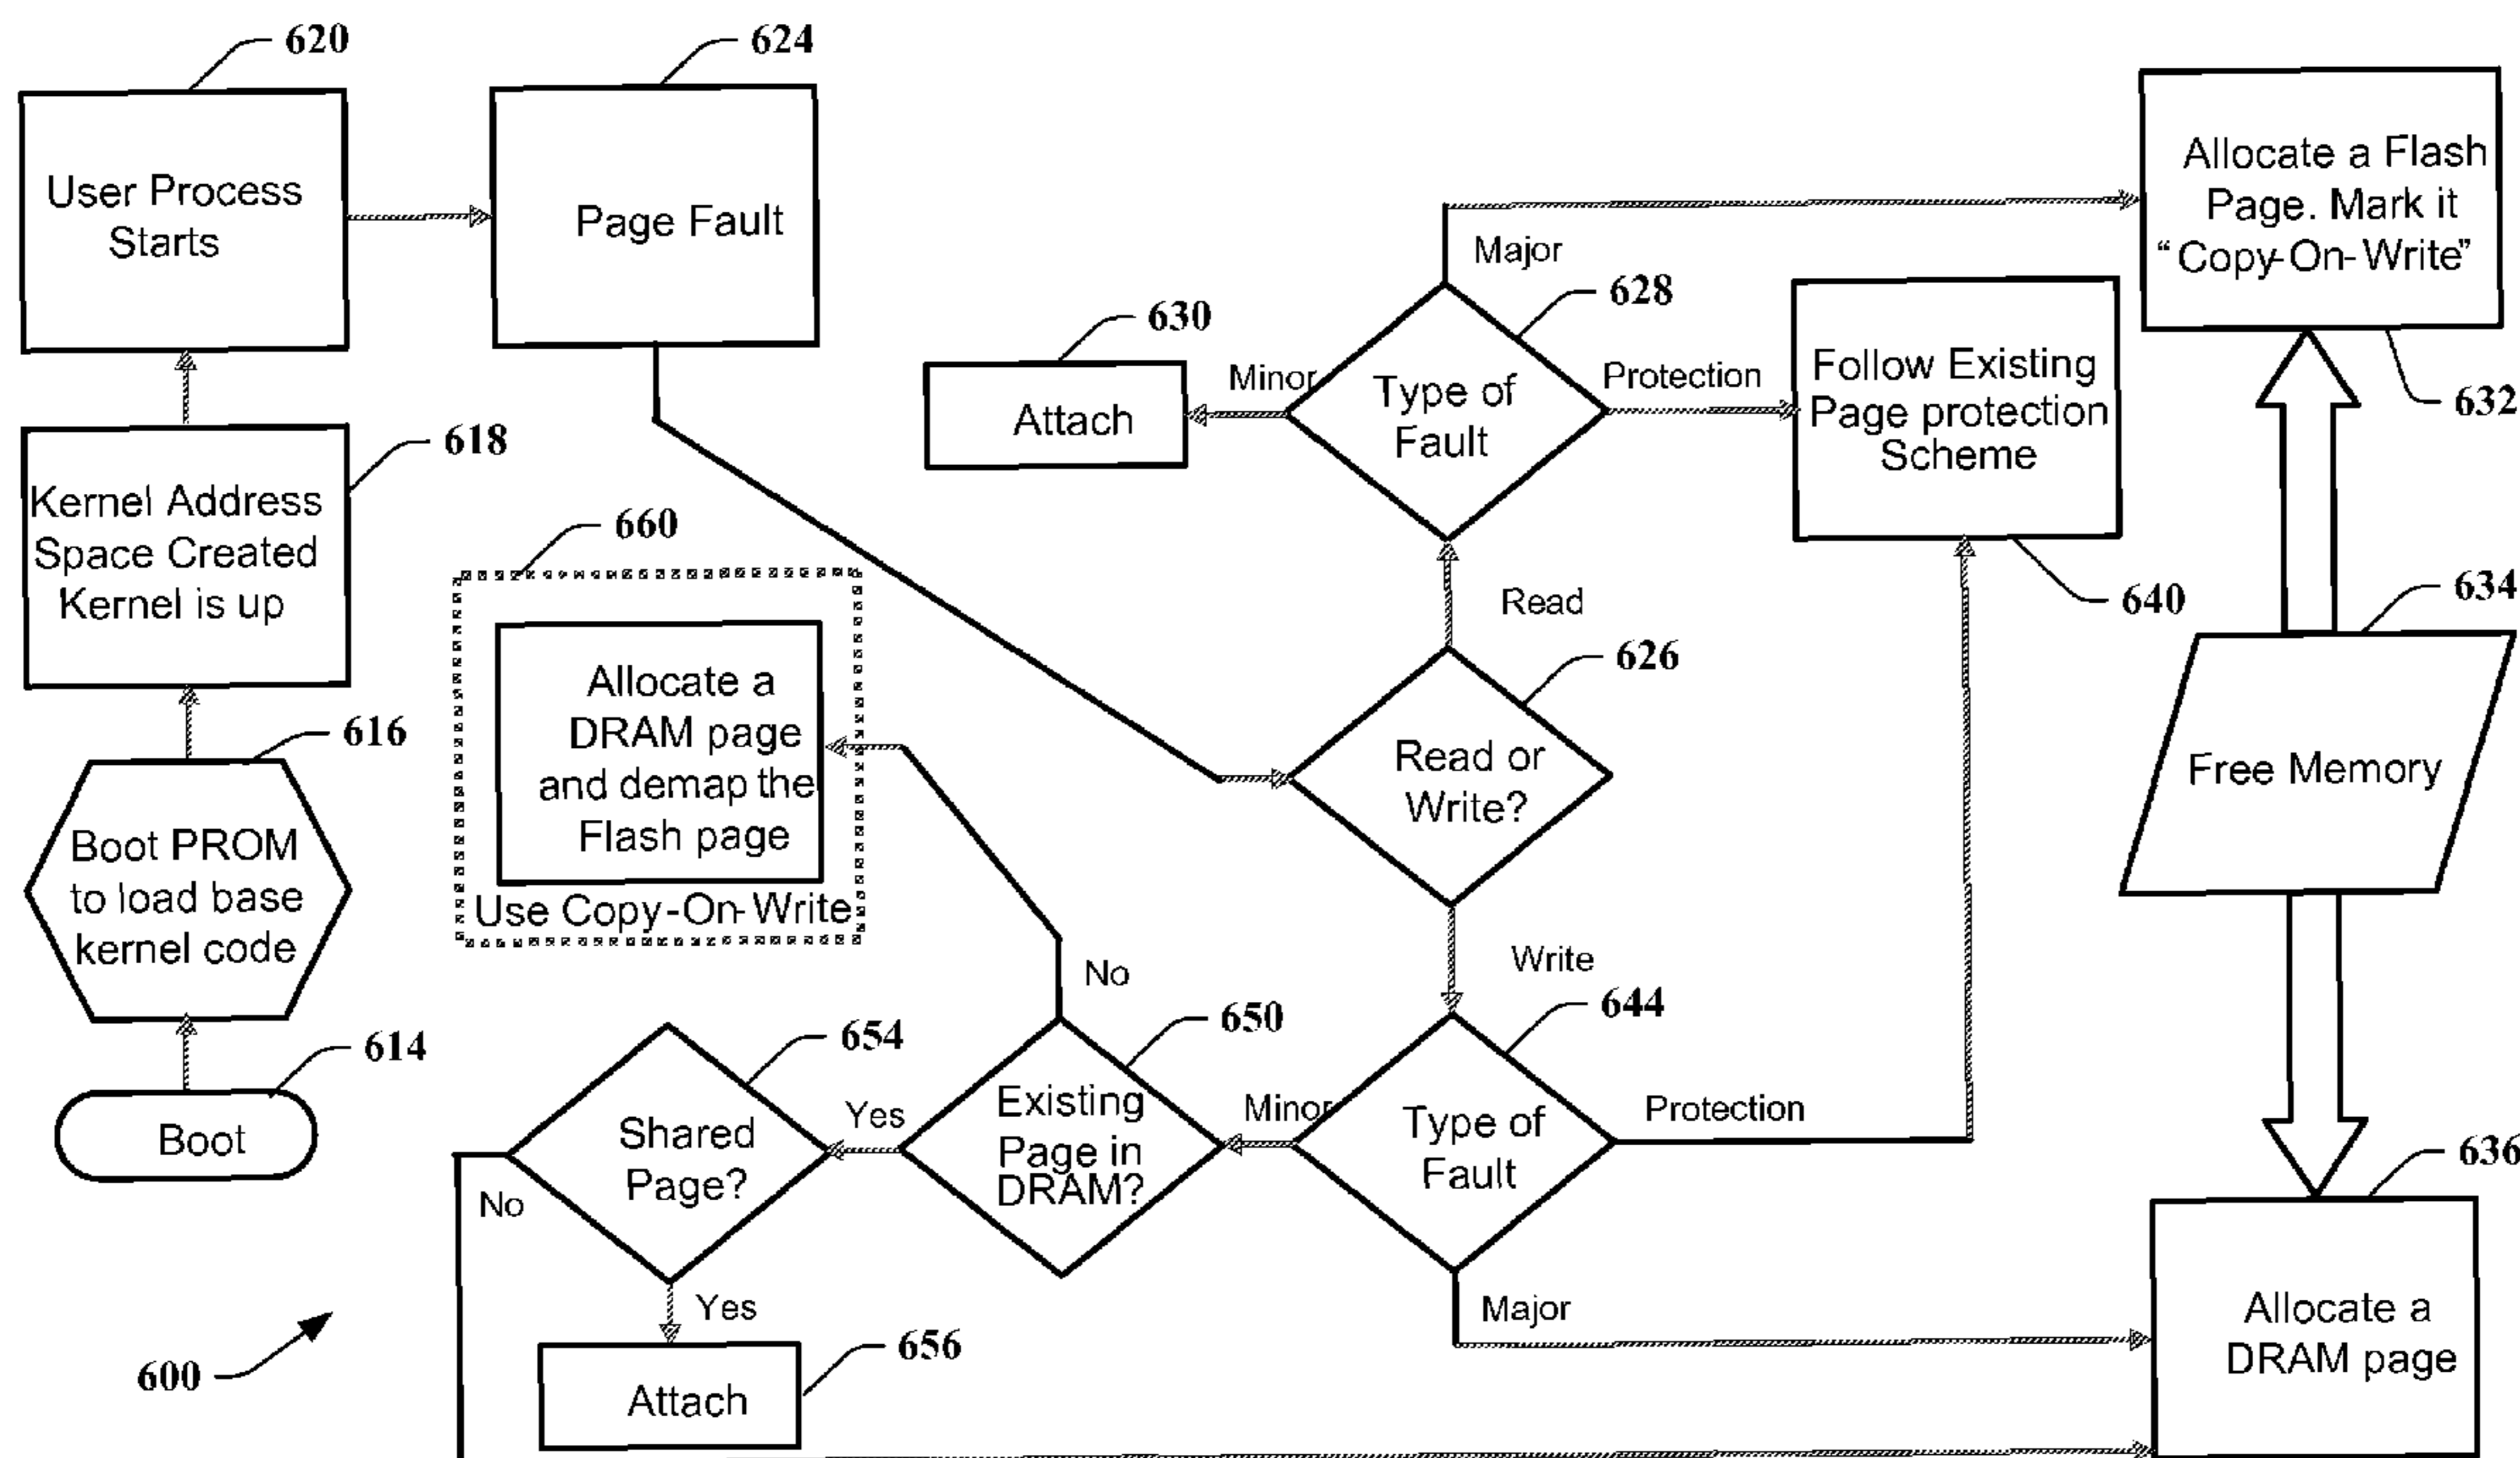 620
User Process
Starts
624
Page Fault
Allocate a Flash
Page. Mark it
“Copy-On-Write”
632
Major
628
630
Attach
Minor
Type of
Fault
Protection
Follow Existing
Page protection
Scheme
640
618
Kernel Address
Space Created
Kernel is up
660
Allocate a
DRAM page
and demap the
Flash page
Use Copy-On-Write
Read
626
Read or
Write?
634
Free Memory
616
Boot PROM
to load base
kernel code
614
Boot
Write
644
Type of
Fault
Minor
Protection
Major
No
650
Existing
Page in
DRAM?
Yes
654
Shared
Page?
No
Yes
656
Attach
636
Allocate a
DRAM page
600